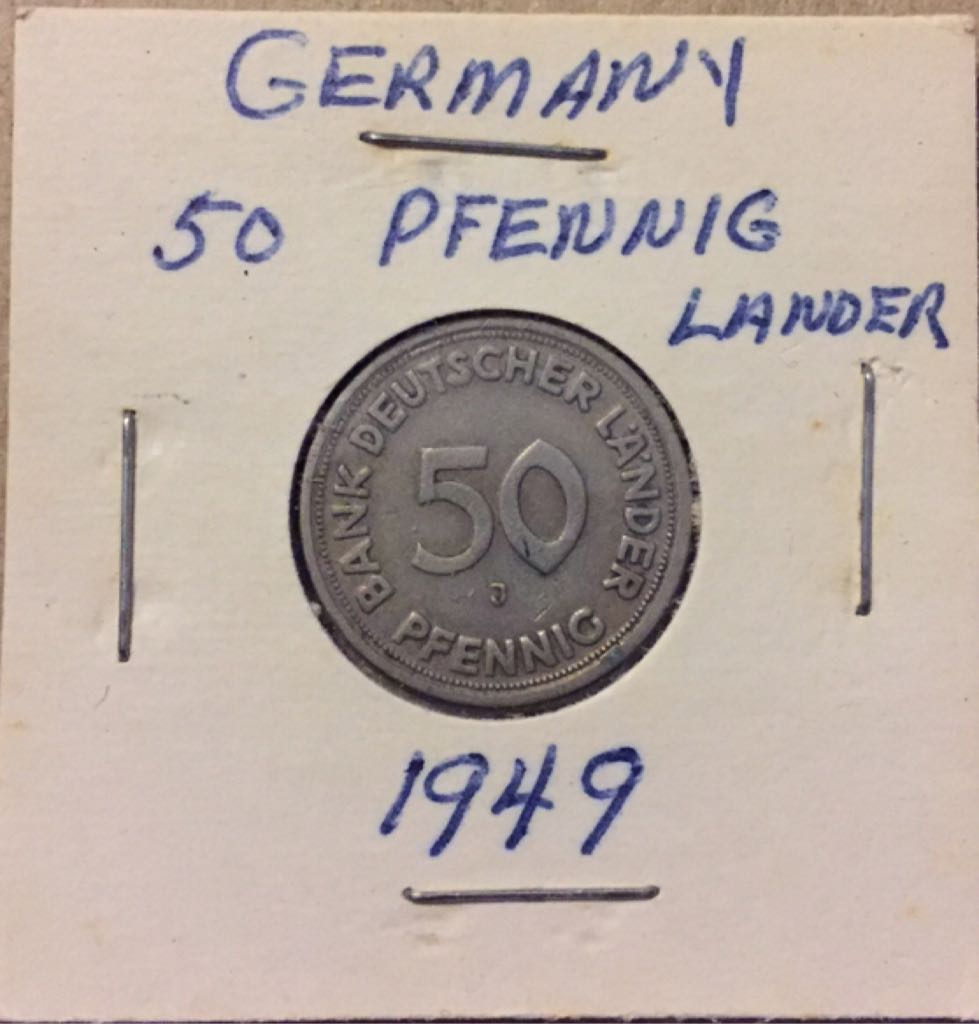 GERMANY
50 PFENNIG
LANDER
BANK DEUTSCHER LÄNDER
50
J
PFENNIG
1949